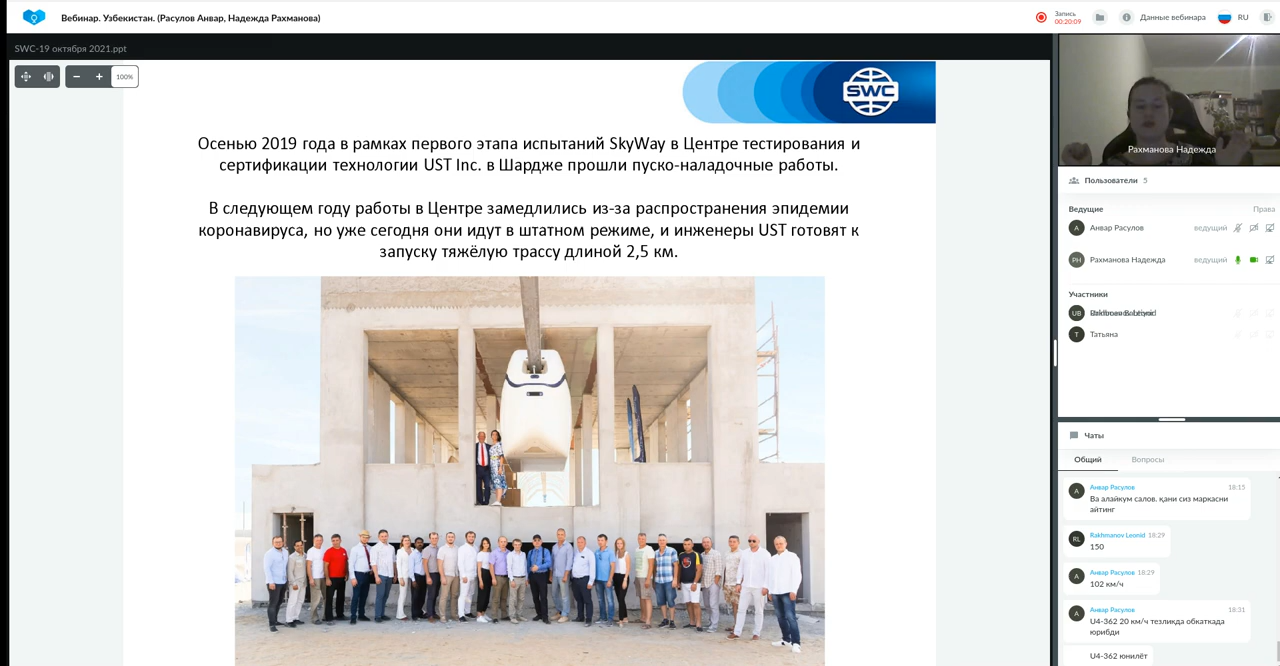 Вебинар. Узбекистан. (Расулов Анвар, Надежда Рахманова)
Запись
00:20:09
Данные вебинара
RU
SWC-19 октября 2021.ppt
100%
SWC
Осенью 2019 года в рамках первого этапа испытаний SkyWay в Центре тестирования и
сертификации технологии UST Inc. в Шардже прошли пуско-наладочные работы.
В следующем году работы в Центре замедлились из-за распространения эпидемии
коронавируса, но уже сегодня они идут в штатном режиме, и инженеры UST готовят к
запуску тяжёлую трассу длиной 2,5 км.
Рахманова Надежда
Пользователи 5
Ведущие Права
А Анвар Расулов ведущий
РН Рахманова Надежда ведущий
Участники
UB
Т Татьяна
Чаты
Общий Вопросы
А Анвар Расулов 18:15
Ва алайкум салов. қани сиз маркасни
айтинг
RL Rakhmanov Leonid 18:29
150
А Анвар Расулов 18:29
102 км/ч
А Анвар Расулов 18:31
U4-362 20 км/ч тезликда обкаткада
юрибди
U4-362 юнилёт